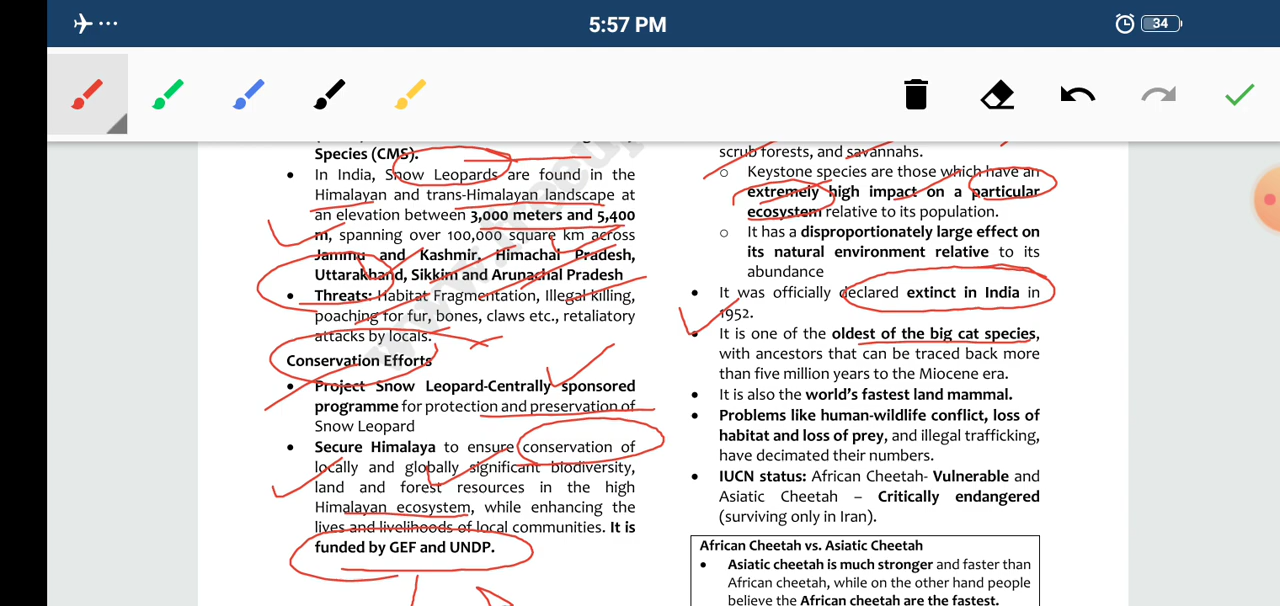 5:57 PM
34
Species (CMS).
• In India, Snow Leopards are found in the
Himalayan and trans-Himalayan landscape at
an elevation between 3,000 meters and 5,400
m, spanning over 100,000 square km across
Jammu and Kashmir, Himachal Pradesh,
Uttarakhand, Sikkim and Arunachal Pradesh
• Threats: Habitat Fragmentation, Illegal killing,
poaching for fur, bones, claws etc., retaliatory
attacks by locals.
Conservation Efforts
• Project Snow Leopard-Centrally sponsored
programme for protection and preservation of
Snow Leopard
• Secure Himalaya to ensure conservation of
locally and globally significant biodiversity,
land and forest resources in the high
Himalayan ecosystem, while enhancing the
lives and livelihoods of local communities. It is
funded by GEF and UNDP.
scrub forests, and savannahs.
o Keystone species are those which have an
extremely high impact on a particular
ecosystem relative to its population.
o It has a disproportionately large effect on
its natural environment relative to its
abundance
• It was officially declared extinct in India in
1952.
• It is one of the oldest of the big cat species,
with ancestors that can be traced back more
than five million years to the Miocene era.
• It is also the world's fastest land mammal.
• Problems like human-wildlife conflict, loss of
habitat and loss of prey, and illegal trafficking,
have decimated their numbers.
• IUCN status: African Cheetah- Vulnerable and
Asiatic Cheetah – Critically endangered
(surviving only in Iran).
African Cheetah vs. Asiatic Cheetah
• Asiatic cheetah is much stronger and faster than
African cheetah, while on the other hand people
believe the African cheetah are the fastest.